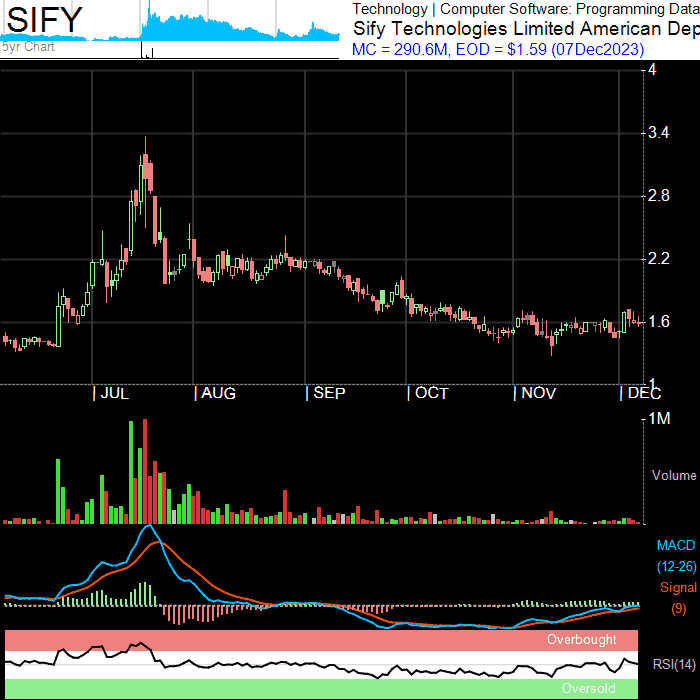 SIFY
5yr Chart
Technology | Computer Software: Programming Data
Sify Technologies Limited American Dep
MC = 290.6M, EOD = $1.59 (07Dec2023)
4
3.4
2.8
2.2
1.6
1
| JUL | AUG | SEP | OCT | NOV | DEC
1M
Volume
MACD
(12-26)
Signal
(9)
Overbought
RSI(14)
Oversold